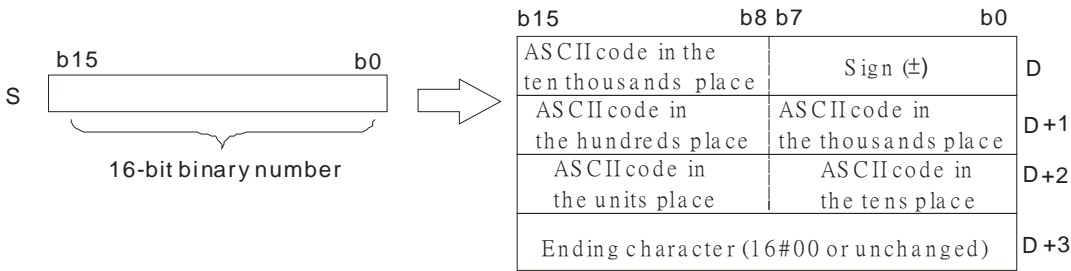 b15 b8 b7 b0
b15 b0
S
16-bit binary number
ASCII code in the
ten thousands place
Sign (±)
D
ASCII code in
the hundreds place
ASCII code in
the thousands place
D+1
ASCII code in
the units place
ASCII code in
the tens place
D+2
Ending character (16#00 or unchanged)
D+3